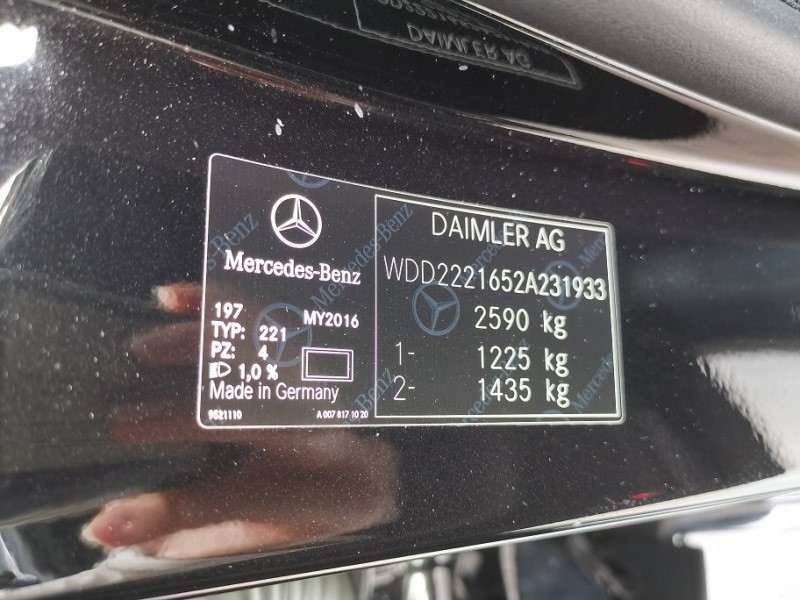 DAIMLER AG
Mercedes-Benz
197
MY2016
TYP: 221
PZ: 4
1,0 %
Made in Germany
9521110
A 007 817 10 20
DAIMLER AG
WDD2221652A231933
2590 kg
1- 1225 kg
2- 1435 kg